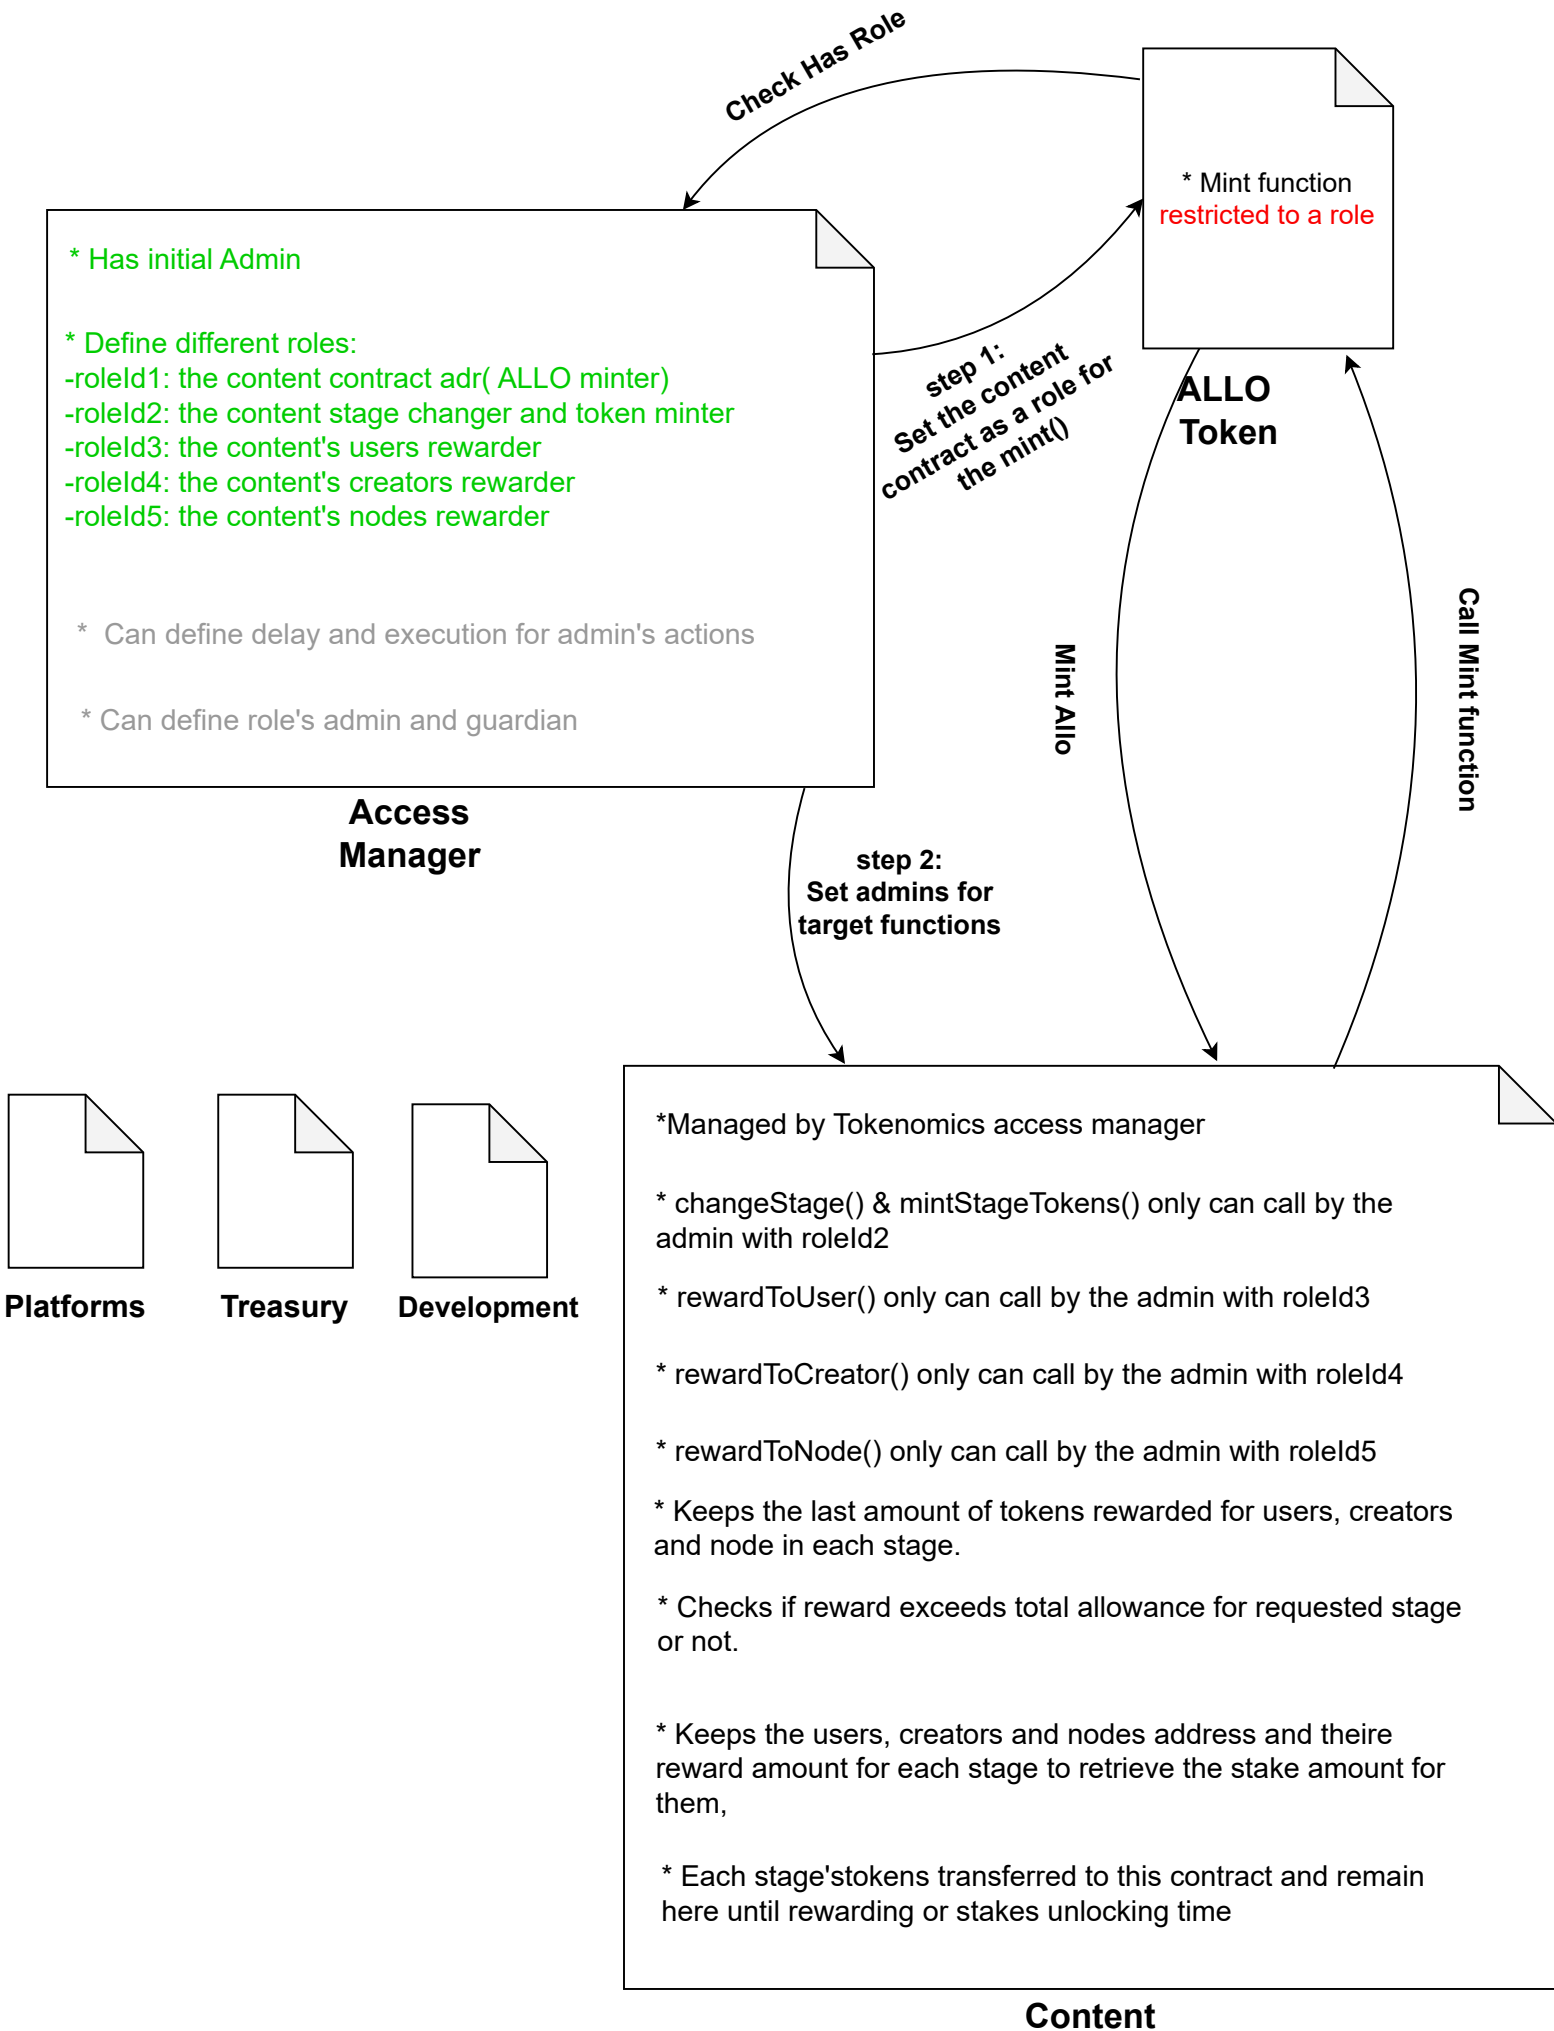 Check Has Role
* Mint function
restricted to a role
ALLO
Token
* Has initial Admin
* Define different roles:
-roleId1: the content contract adr( ALLO minter)
-roleId2: the content stage changer and token minter
-roleId3: the content's users rewarder
-roleId4: the content's creators rewarder
-roleId5: the content's nodes rewarder
* Can define delay and execution for admin's actions
* Can define role's admin and guardian
Access
Manager
step 1:
Set the content
contract as a role for
the mint()
Mint Allo
Call Mint function
step 2:
Set admins for
target functions
Platforms
Treasury
Development
*Managed by Tokenomics access manager
* changeStage() & mintStageTokens() only can call by the
admin with roleId2
* rewardToUser() only can call by the admin with roleId3
* rewardToCreator() only can call by the admin with roleId4
* rewardToNode() only can call by the admin with roleId5
* Keeps the last amount of tokens rewarded for users, creators
and node in each stage.
* Checks if reward exceeds total allowance for requested stage
or not.
* Keeps the users, creators and nodes address and theire
reward amount for each stage to retrieve the stake amount for
them,
* Each stage'stokens transferred to this contract and remain
here until rewarding or stakes unlocking time
Content